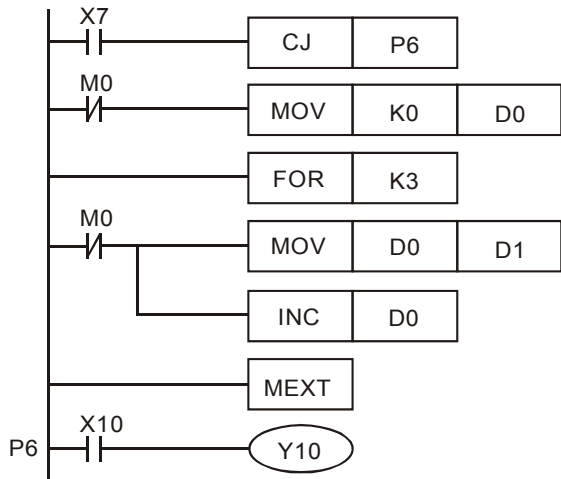 X7
CJ P6
M0
MOV K0 D0
FOR K3
M0
MOV D0 D1
INC D0
MEXT
X10
P6 Y10